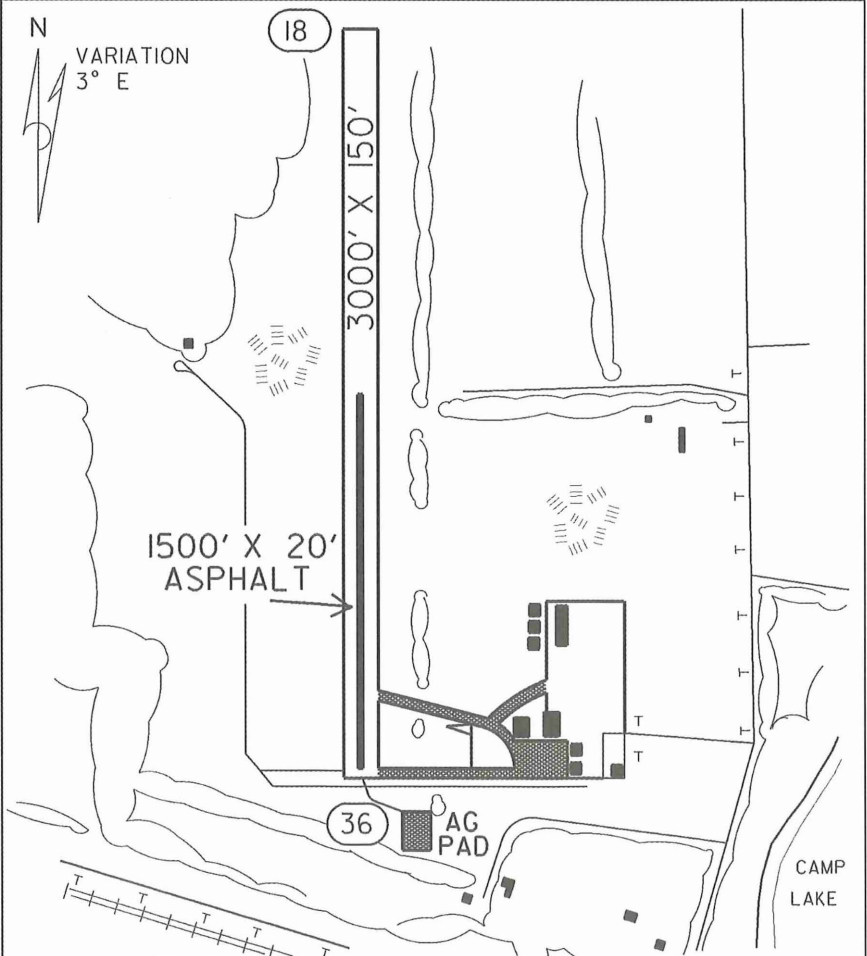 N
VARIATION
3° E
18
3000' X 150'
1500' X 20'
ASPHALT
T
T
T
T
T
T
T
T
T
36
AG
PAD
CAMP
LAKE
T
T
T
T